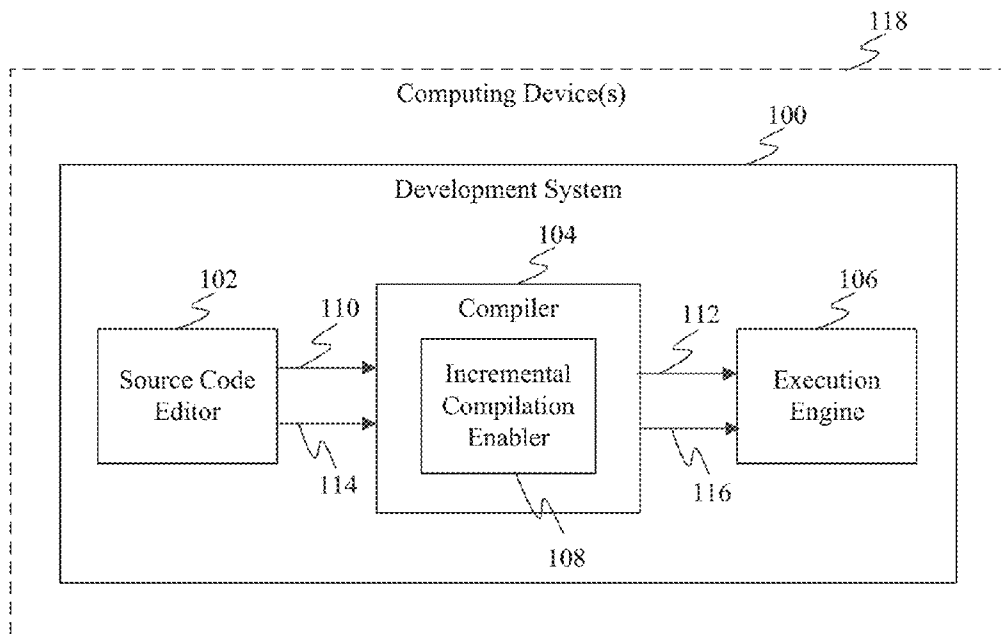 118
Computing Device(s)
100
Development System
104
102
110
Compiler
112
106
Source Code
Editor
Incremental
Compilation
Enabler
Execution
Engine
114
116
108